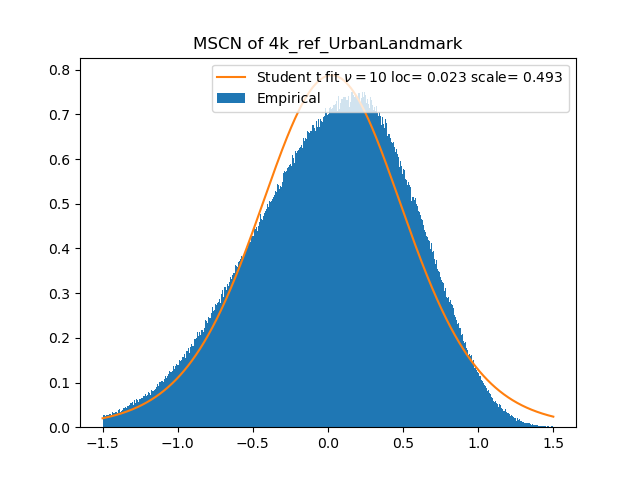 MSCN of 4k_ref_UrbanLandmark
Student t fit ν = 10 loc= 0.023 scale= 0.493
Empirical
0.8
0.7
0.6
0.5
0.4
0.3
0.2
0.1
0.0
−1.5 −1.0 −0.5 0.0 0.5 1.0 1.5